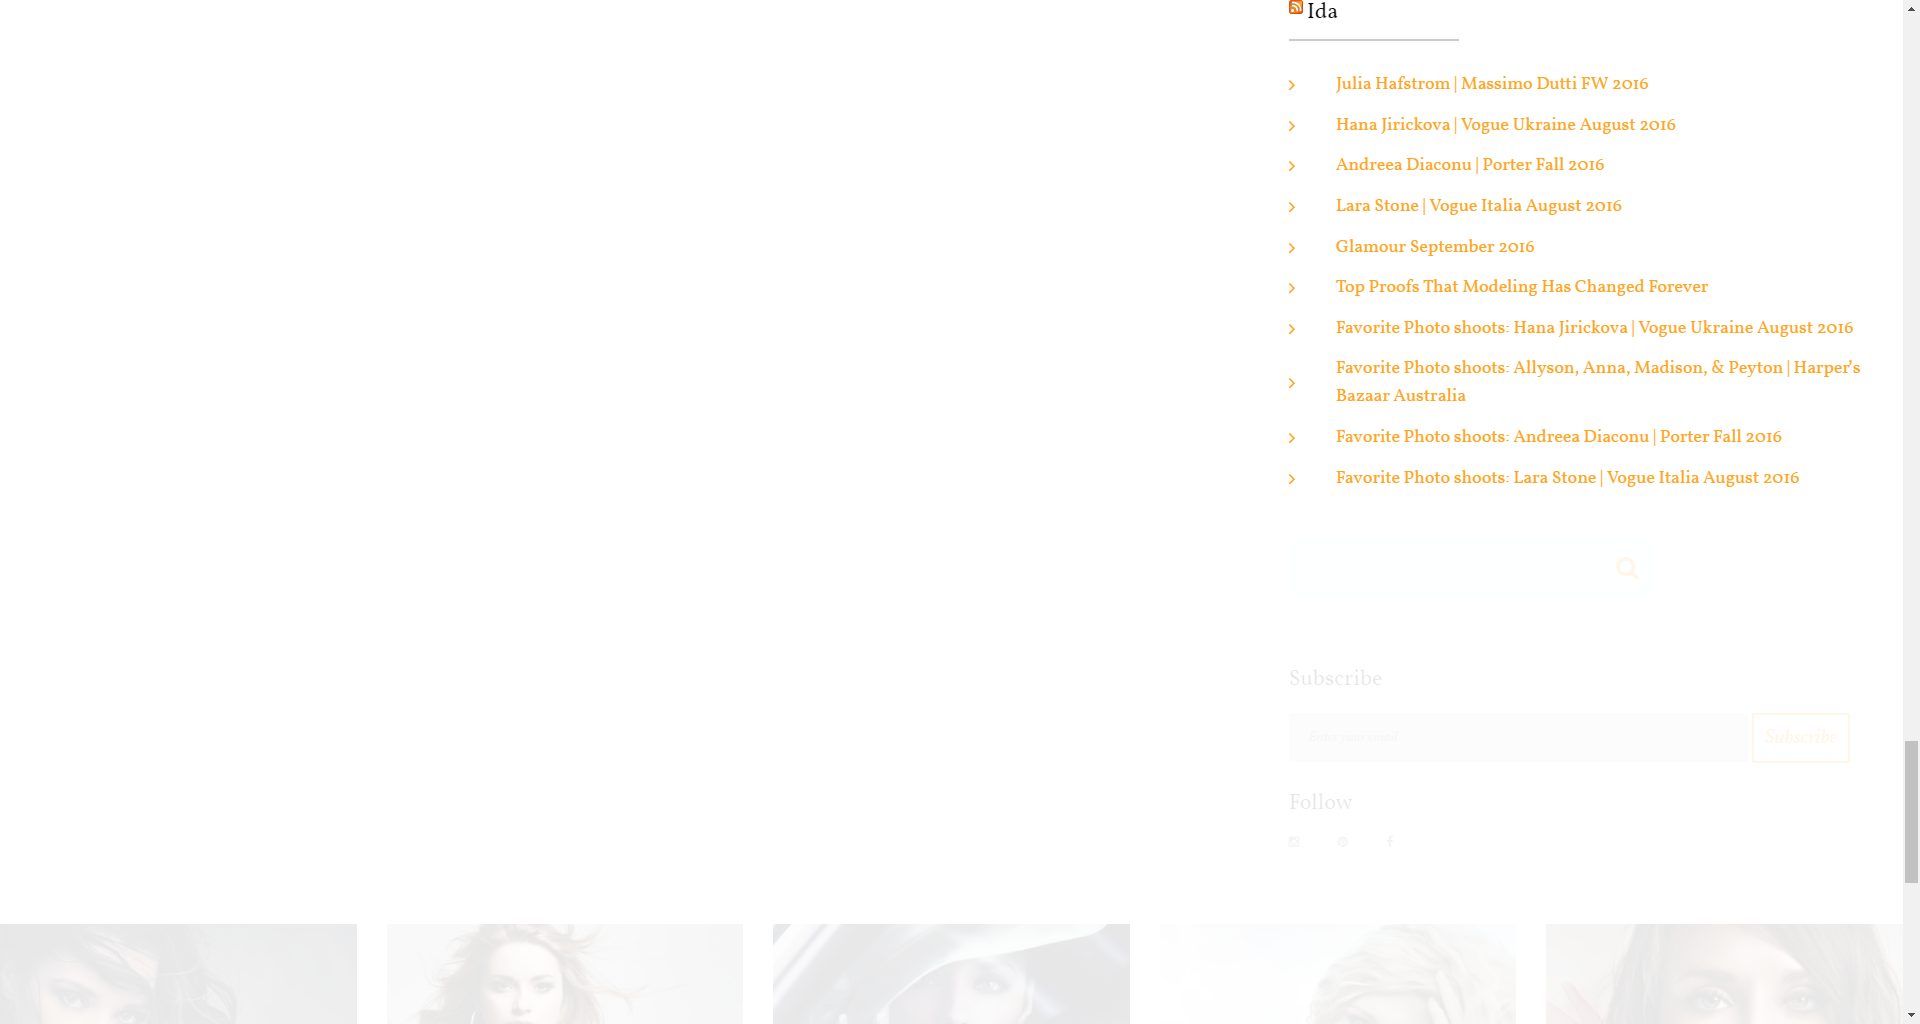 Ida
Julia Hafstrom | Massimo Dutti FW 2016
Hana Jirickova | Vogue Ukraine August 2016
Andreea Diaconu | Porter Fall 2016
Lara Stone | Vogue Italia August 2016
Glamour September 2016
Top Proofs That Modeling Has Changed Forever
Favorite Photo shoots: Hana Jirickova | Vogue Ukraine August 2016
Favorite Photo shoots: Allyson, Anna, Madison, & Peyton | Harper’s
Bazaar Australia
Favorite Photo shoots: Andreea Diaconu | Porter Fall 2016
Favorite Photo shoots: Lara Stone | Vogue Italia August 2016
Subscribe
Enter your email
Subscribe
Follow